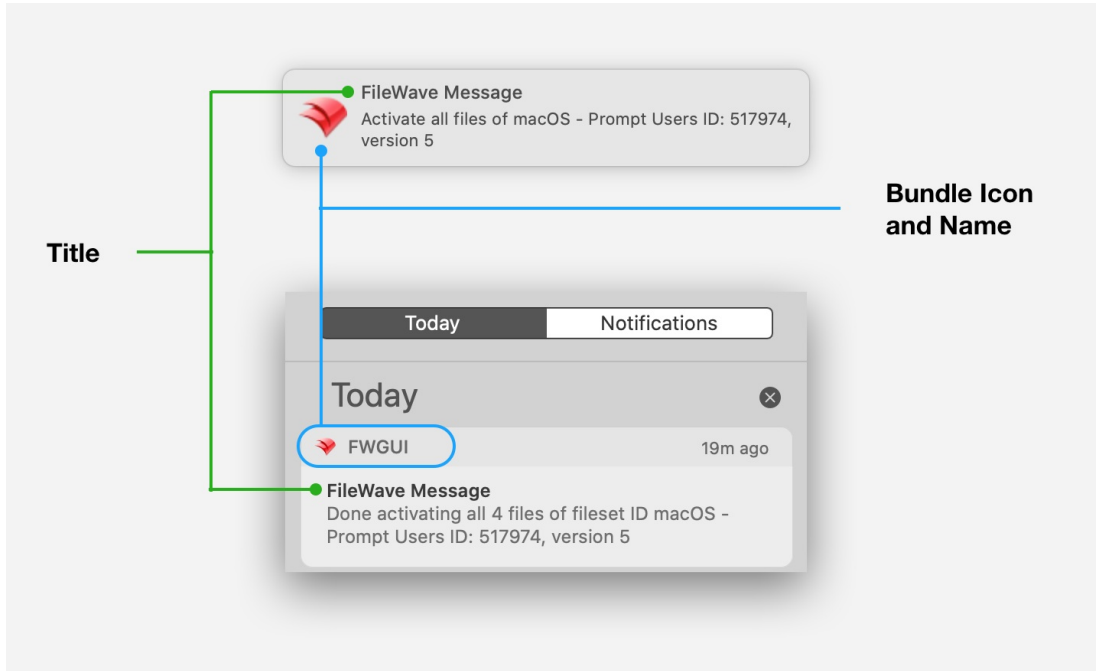 FileWave Message
Activate all files of macOS - Prompt Users ID: 517974,
version 5
Bundle Icon
and Name
Title
Today
Notifications
Today
FWGUI
19m ago
FileWave Message
Done activating all 4 files of fileset ID macOS -
Prompt Users ID: 517974, version 5